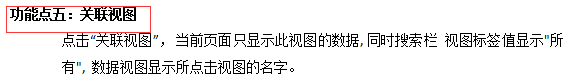 功能点五：关联视图
点击“关联视图”，当前页面只显示此视图的数据,同时搜索栏 视图标签值显示"所
有", 数据视图显示所点击视图的名字。